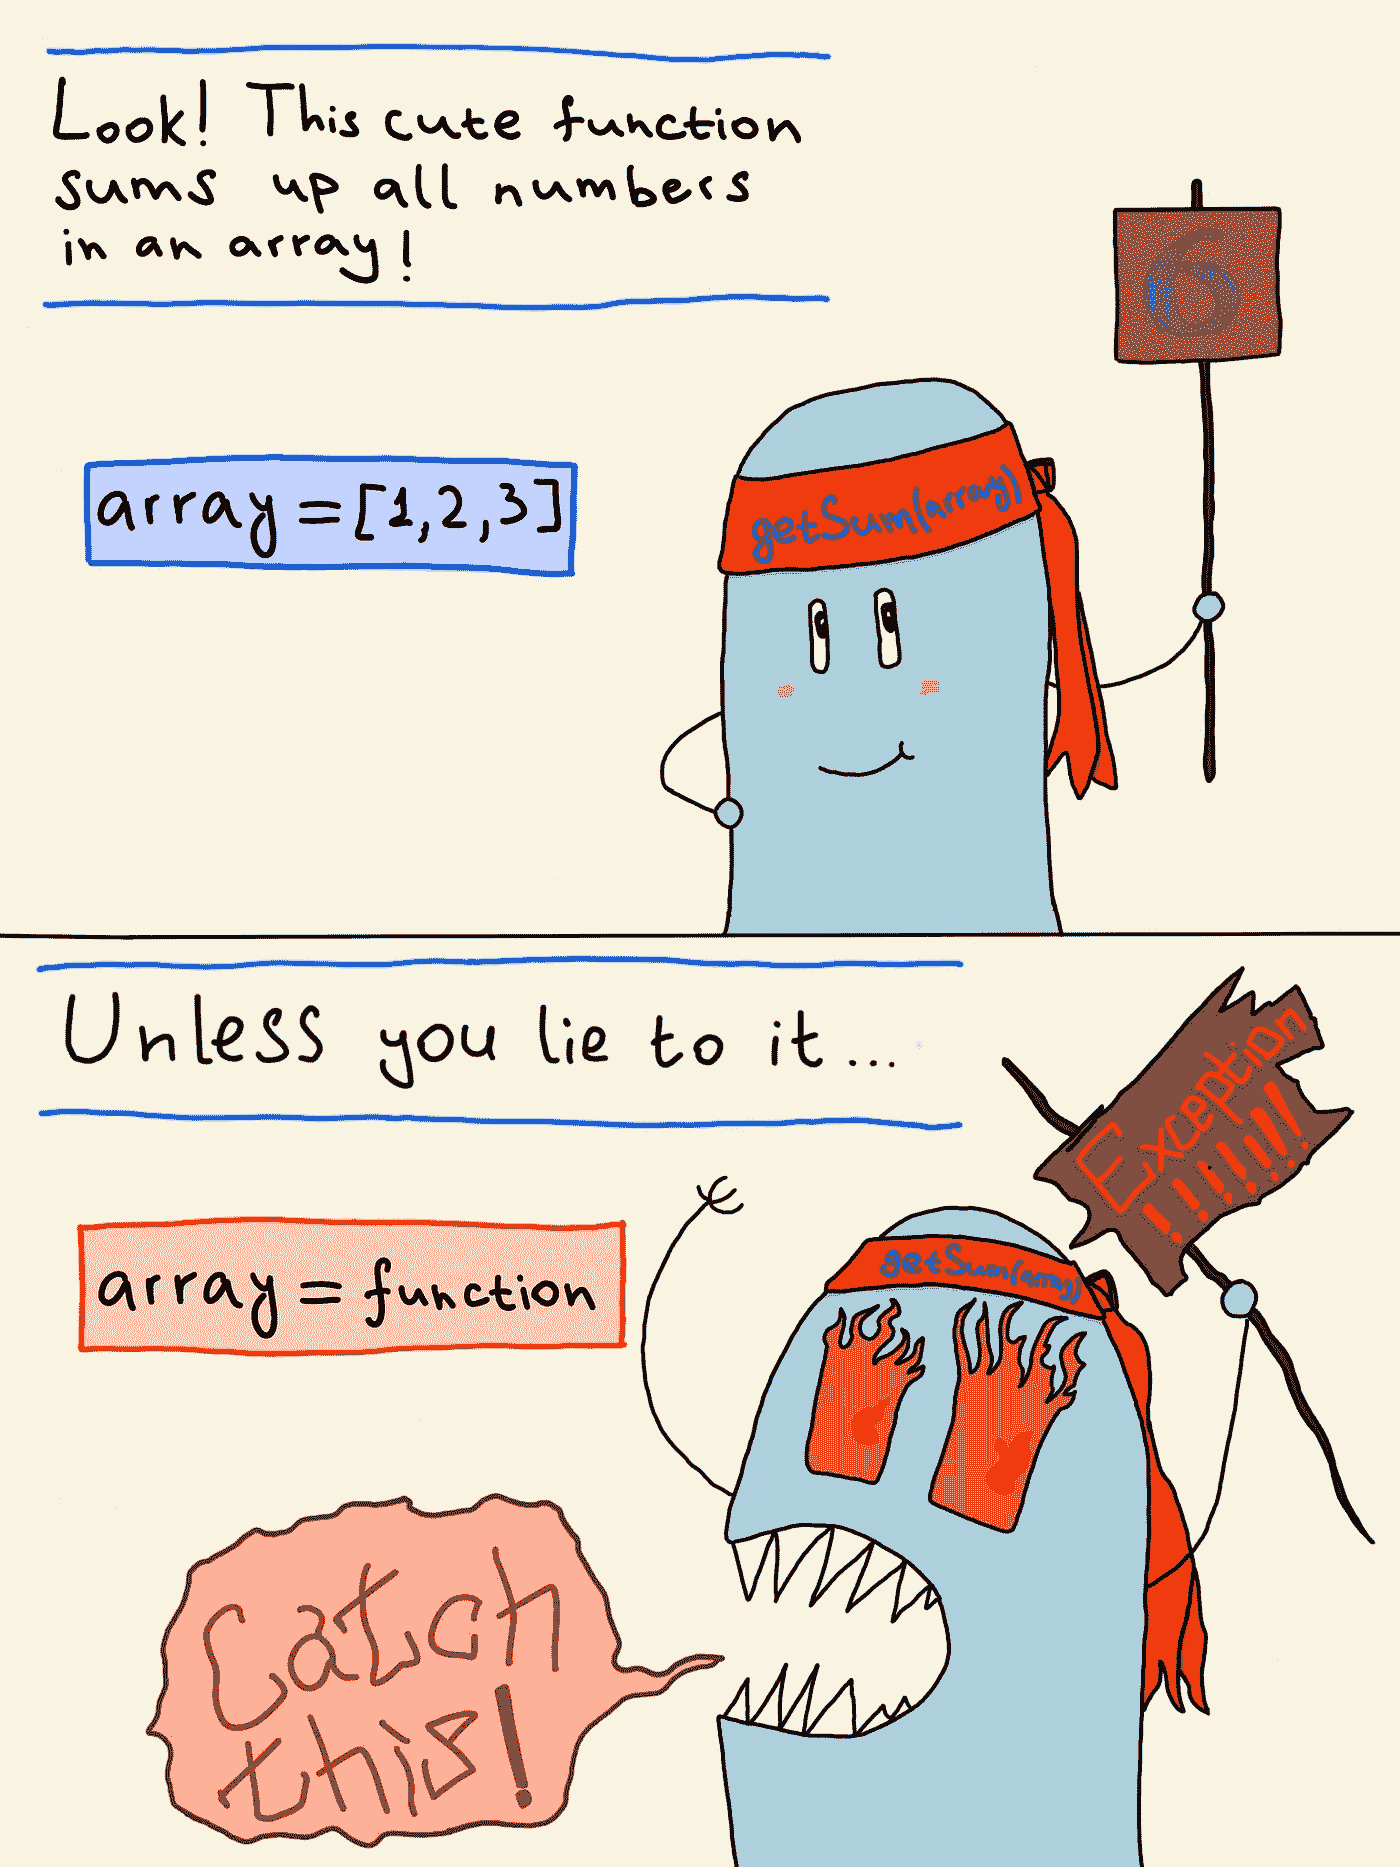 Look! This cute function
sums up all numbers
in an array!
6
array = [1,2,3]
getSum(array)
Unless you lie to it...
Exception
!!!!!!!
getSum(array)
array = function
Catch
this!